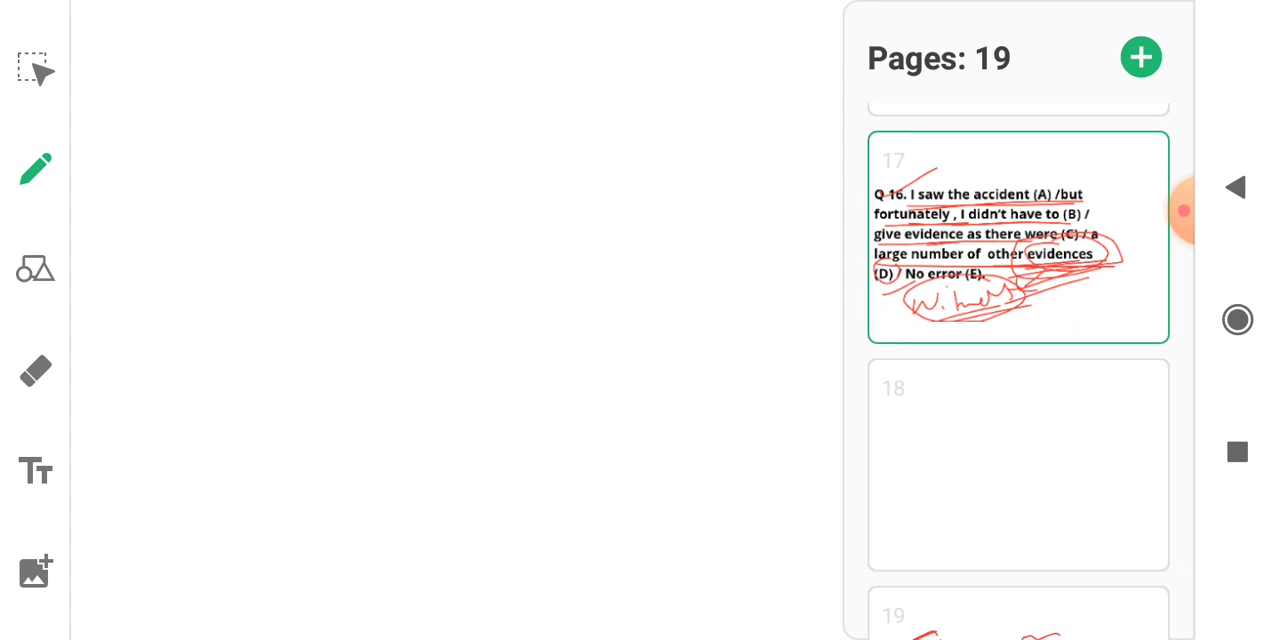 Pages: 19
17
Q 16. I saw the accident (A) /but
fortunately , I didn't have to (B) /
give evidence as there were (C) / a
large number of other evidences
(D) / No error (E).
18
19
Tт